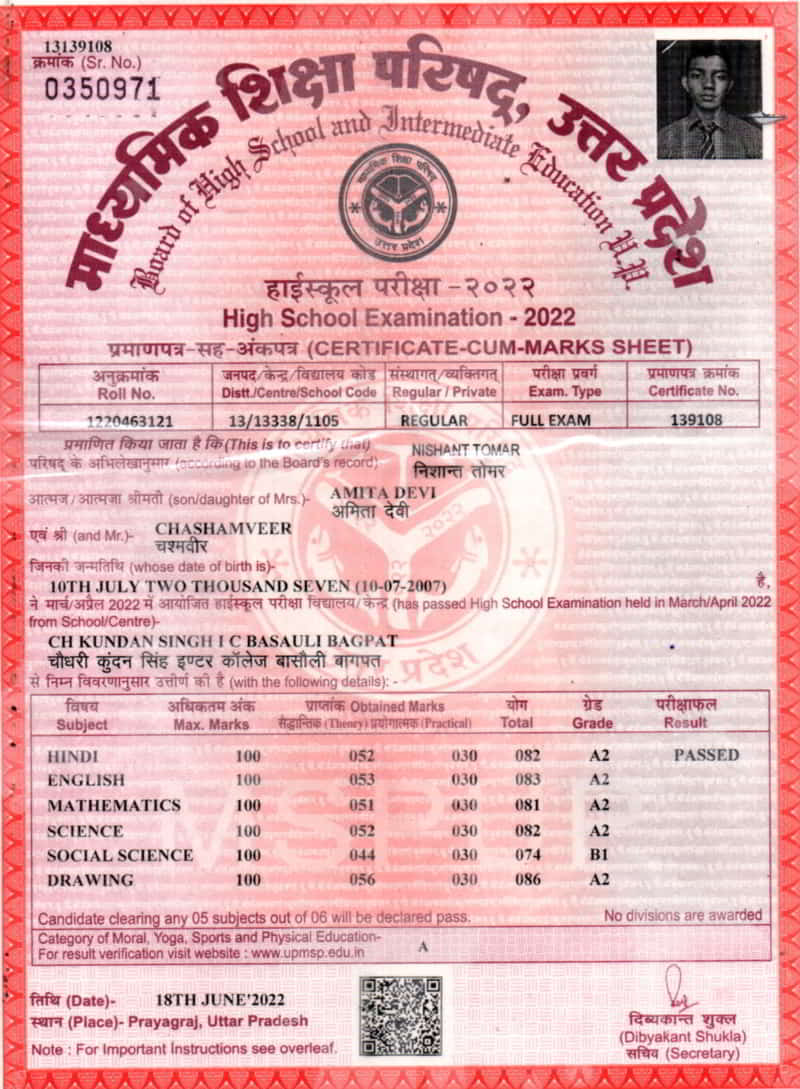 13139108
क्रमांक (Sr. No.)
0350971
माध्यमिक शिक्षा परिषद्, उत्तर प्रदेश
Board of High School and Intermediate Education U.P.
माध्यमिक शिक्षा परिषद्
उत्तर प्रदेश
हाईस्कूल परीक्षा -२०२२
High School Examination - 2022
प्रमाणपत्र-सह-अंकपत्र (CERTIFICATE-CUM-MARKS SHEET)
अनुक्रमांक जनपद/केन्द्र/विद्यालय कोड संस्थागत्/व्यक्तिगत् परीक्षा प्रवर्ग प्रमाणपत्र क्रमांक
Roll No. Distt./Centre/School Code Regular / Private Exam. Type Certificate No.
1220463121 13/13338/1105 REGULAR FULL EXAM 139108
प्रमाणित किया जाता है कि (This is to certify that) NISHANT TOMAR
परिषद् के अभिलेखानुसार (according to the Board's record) निशान्त तोमर
आत्मज/आत्मजा श्रीमती (son/daughter of Mrs.)- AMITA DEVI
अमिता देवी
एवं श्री (and Mr.)- CHASHAMVEER
चश्मवीर
जिनकी जन्मतिथि (whose date of birth is)-
10TH JULY TWO THOUSAND SEVEN (10-07-2007) है,
ने मार्च/अप्रैल 2022 में आयोजित हाईस्कूल परीक्षा विद्यालय/केन्द्र (has passed High School Examination held in March/April 2022
from School/Centre)-
CH KUNDAN SINGH I C BASAULI BAGPAT
चौधरी कुंदन सिंह इण्टर कॉलेज बासौली बागपत
से निम्न विवरणानुसार उत्तीर्ण की है (with the following details): -
विषय अधिकतम अंक प्राप्तांक Obtained Marks योग ग्रेड परीक्षाफल
Subject Max. Marks सैद्धान्तिक (Theory) प्रयोगात्मक (Practical) Total Grade Result
HINDI 100 052 030 082 A2 PASSED
ENGLISH 100 053 030 083 A2
MATHEMATICS 100 051 030 081 A2
SCIENCE 100 052 030 082 A2
SOCIAL SCIENCE 100 044 030 074 B1
DRAWING 100 056 030 086 A2
MSP UP
Candidate clearing any 05 subjects out of 06 will be declared pass. No divisions are awarded
Category of Moral, Yoga, Sports and Physical Education- A
For result verification visit website : www.upmsp.edu.in
तिथि (Date)- 18TH JUNE'2022
स्थान (Place)- Prayagraj, Uttar Pradesh
Note : For Important Instructions see overleaf.
दिब्यकान्त शुक्ल
(Dibyakant Shukla)
सचिव (Secretary)